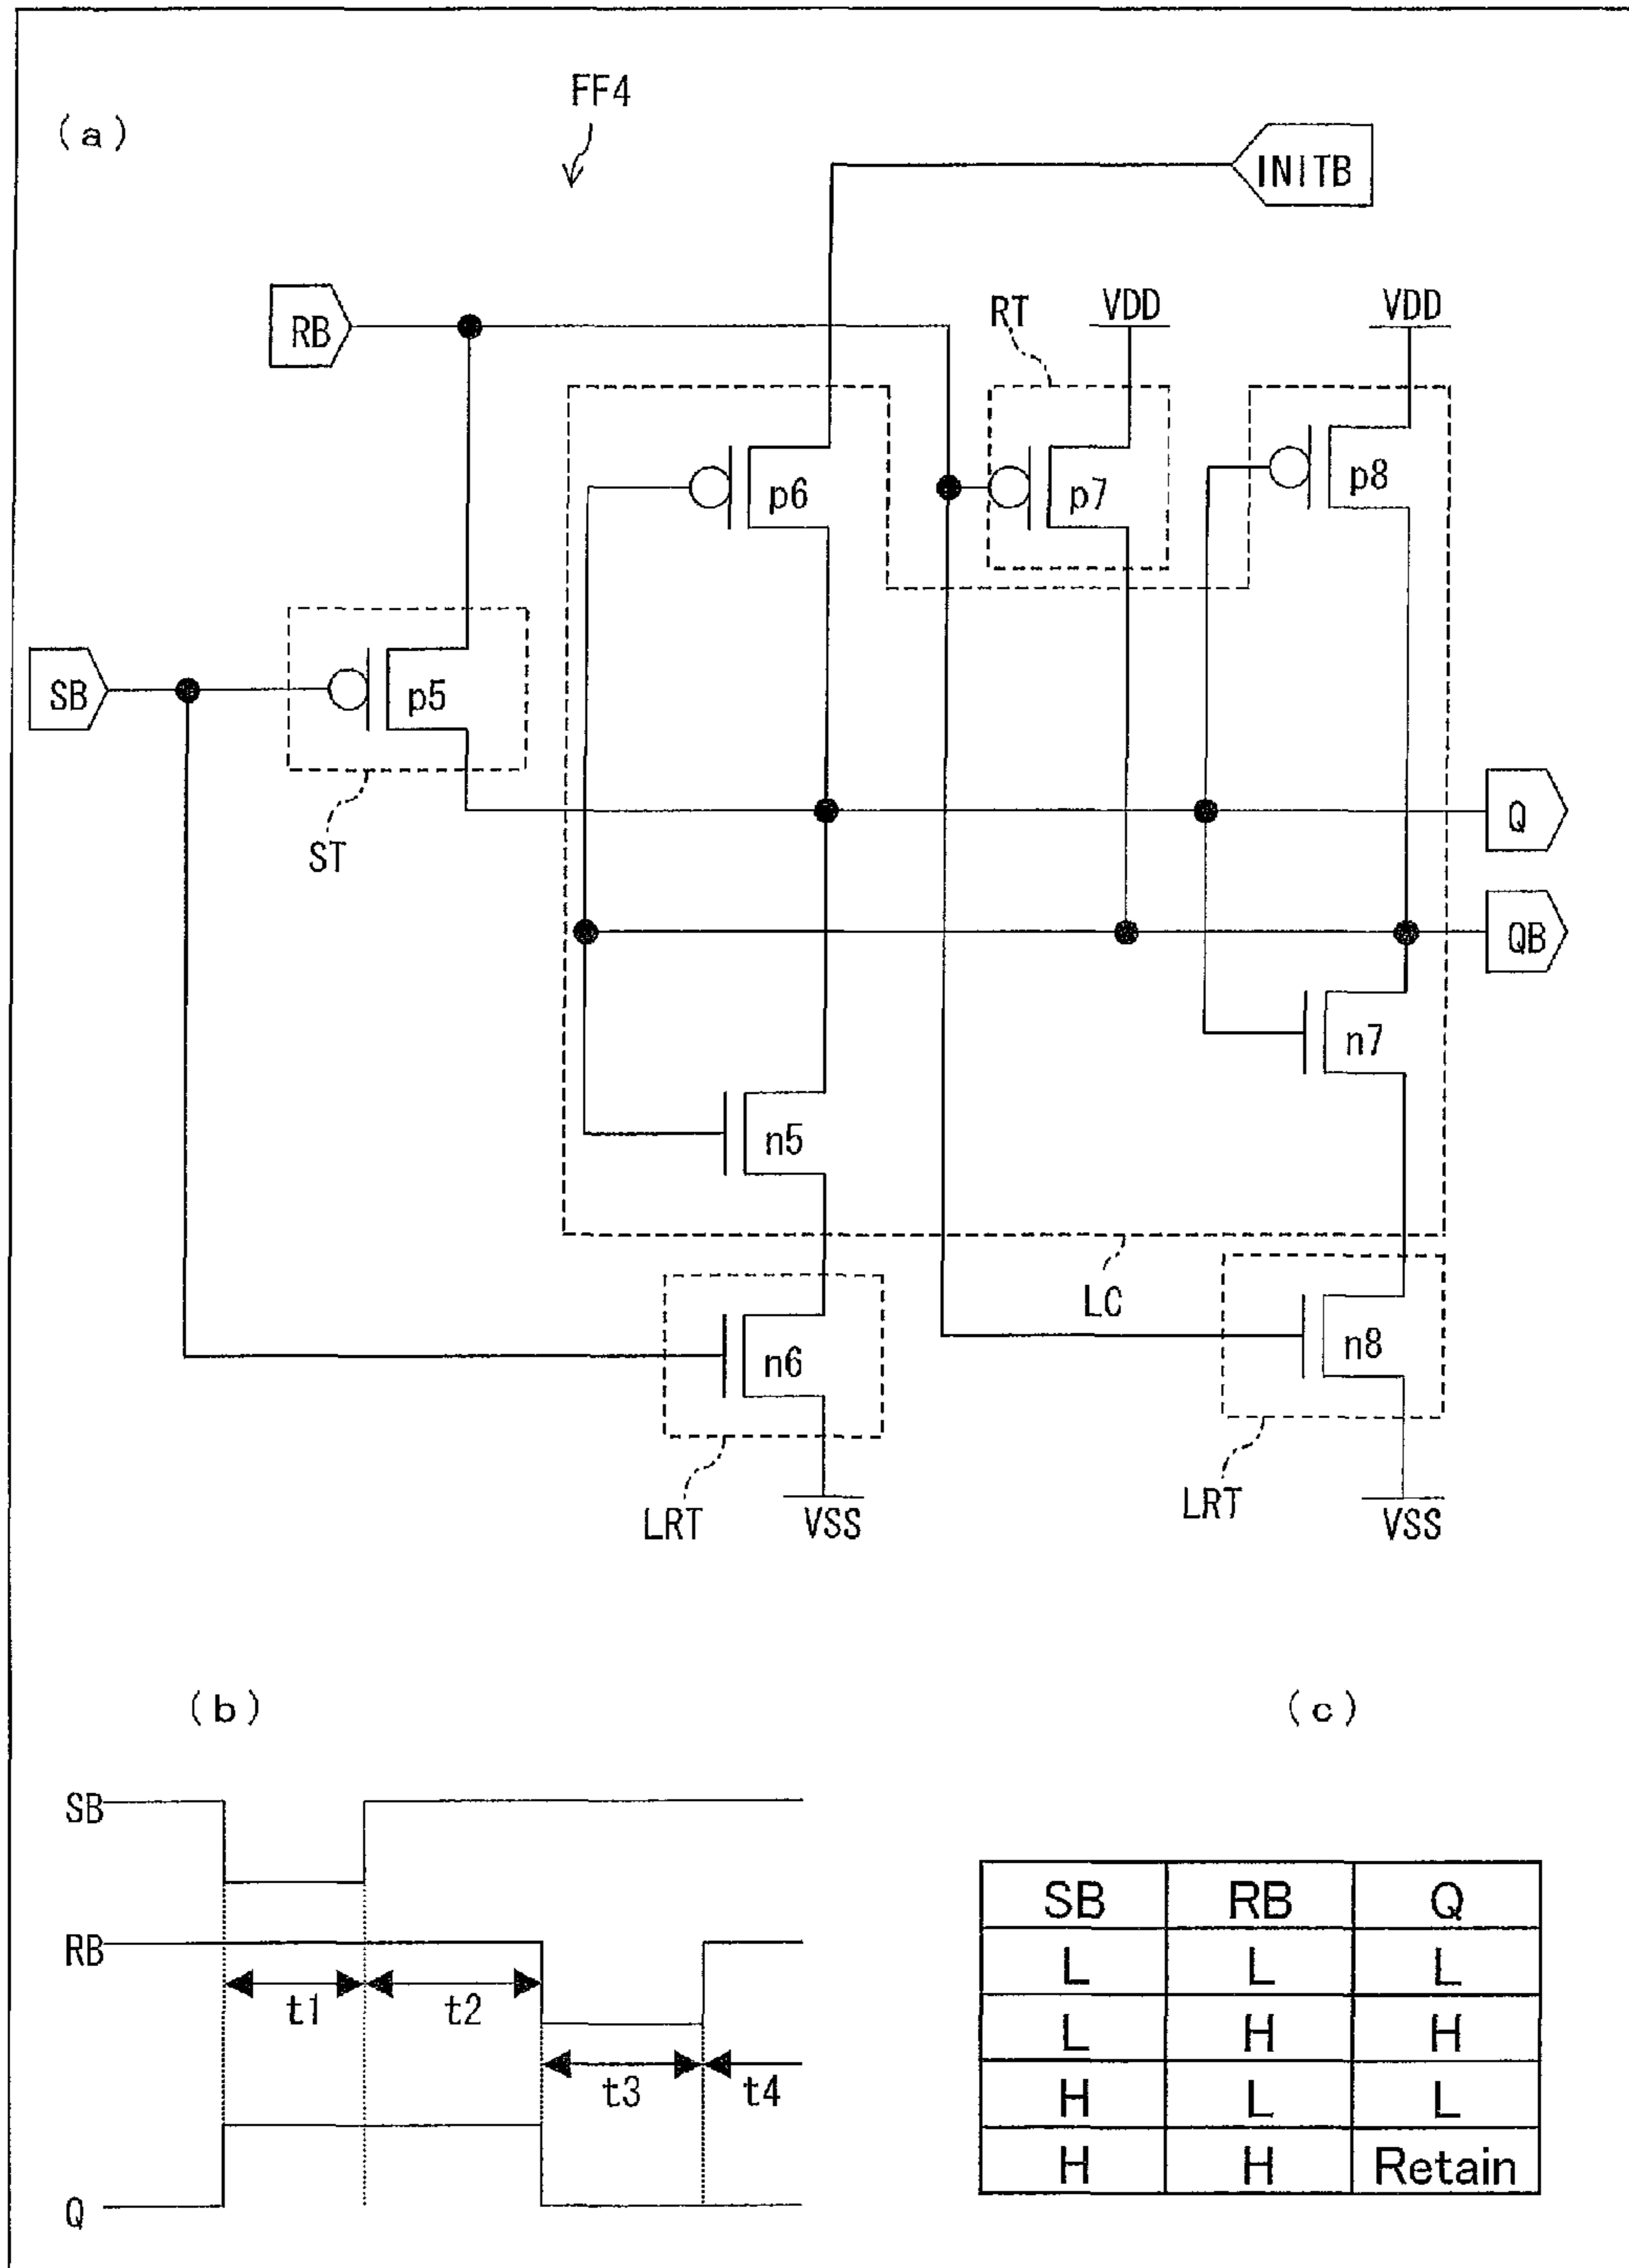 (a)
FF4
INITB
RB
RT
VDD
VDD
p6
p7
p8
SB
p5
ST
Q
QB
n7
n5
LC
n6
n8
LRT
VSS
LRT
VSS
(b)
(c)
SB
RB
t1
t2
t3
t4
Q
SB RB Q
L L L
L H H
H L L
H H Retain